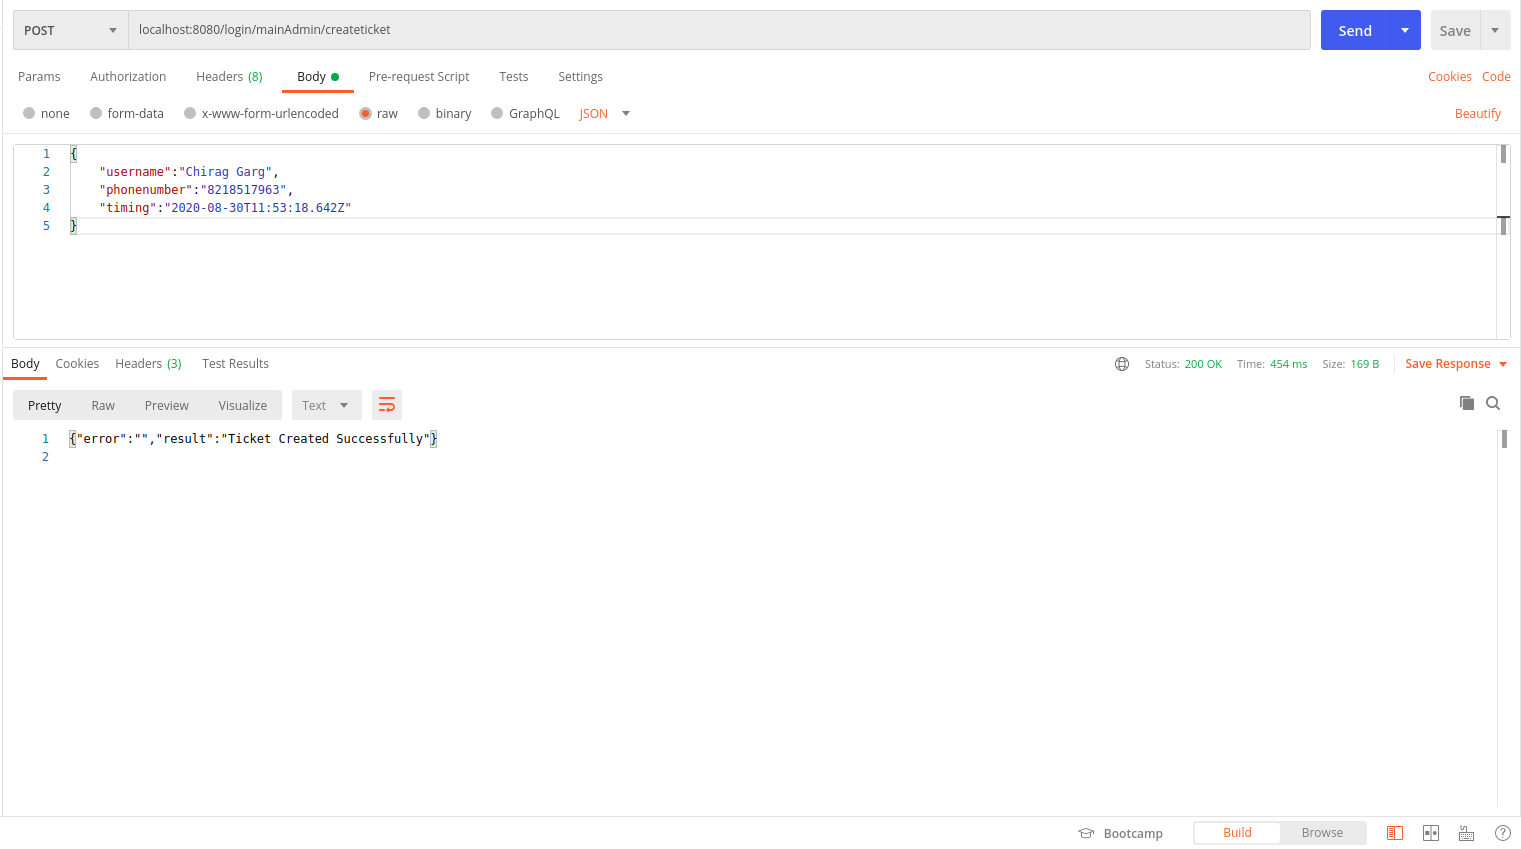 POST localhost:8080/login/mainAdmin/createticket Send Save
Params Authorization Headers (8) Body Pre-request Script Tests Settings Cookies Code
none form-data x-www-form-urlencoded raw binary GraphQL JSON Beautify
1 {
2 "username":"Chirag Garg",
3 "phonenumber":"8218517963",
4 "timing":"2020-08-30T11:53:18.642Z"
5 }
Body Cookies Headers (3) Test Results Status: 200 OK Time: 454 ms Size: 169 B Save Response
Pretty Raw Preview Visualize Text
1 {"error":"","result":"Ticket Created Successfully"}
2
Bootcamp Build Browse ?